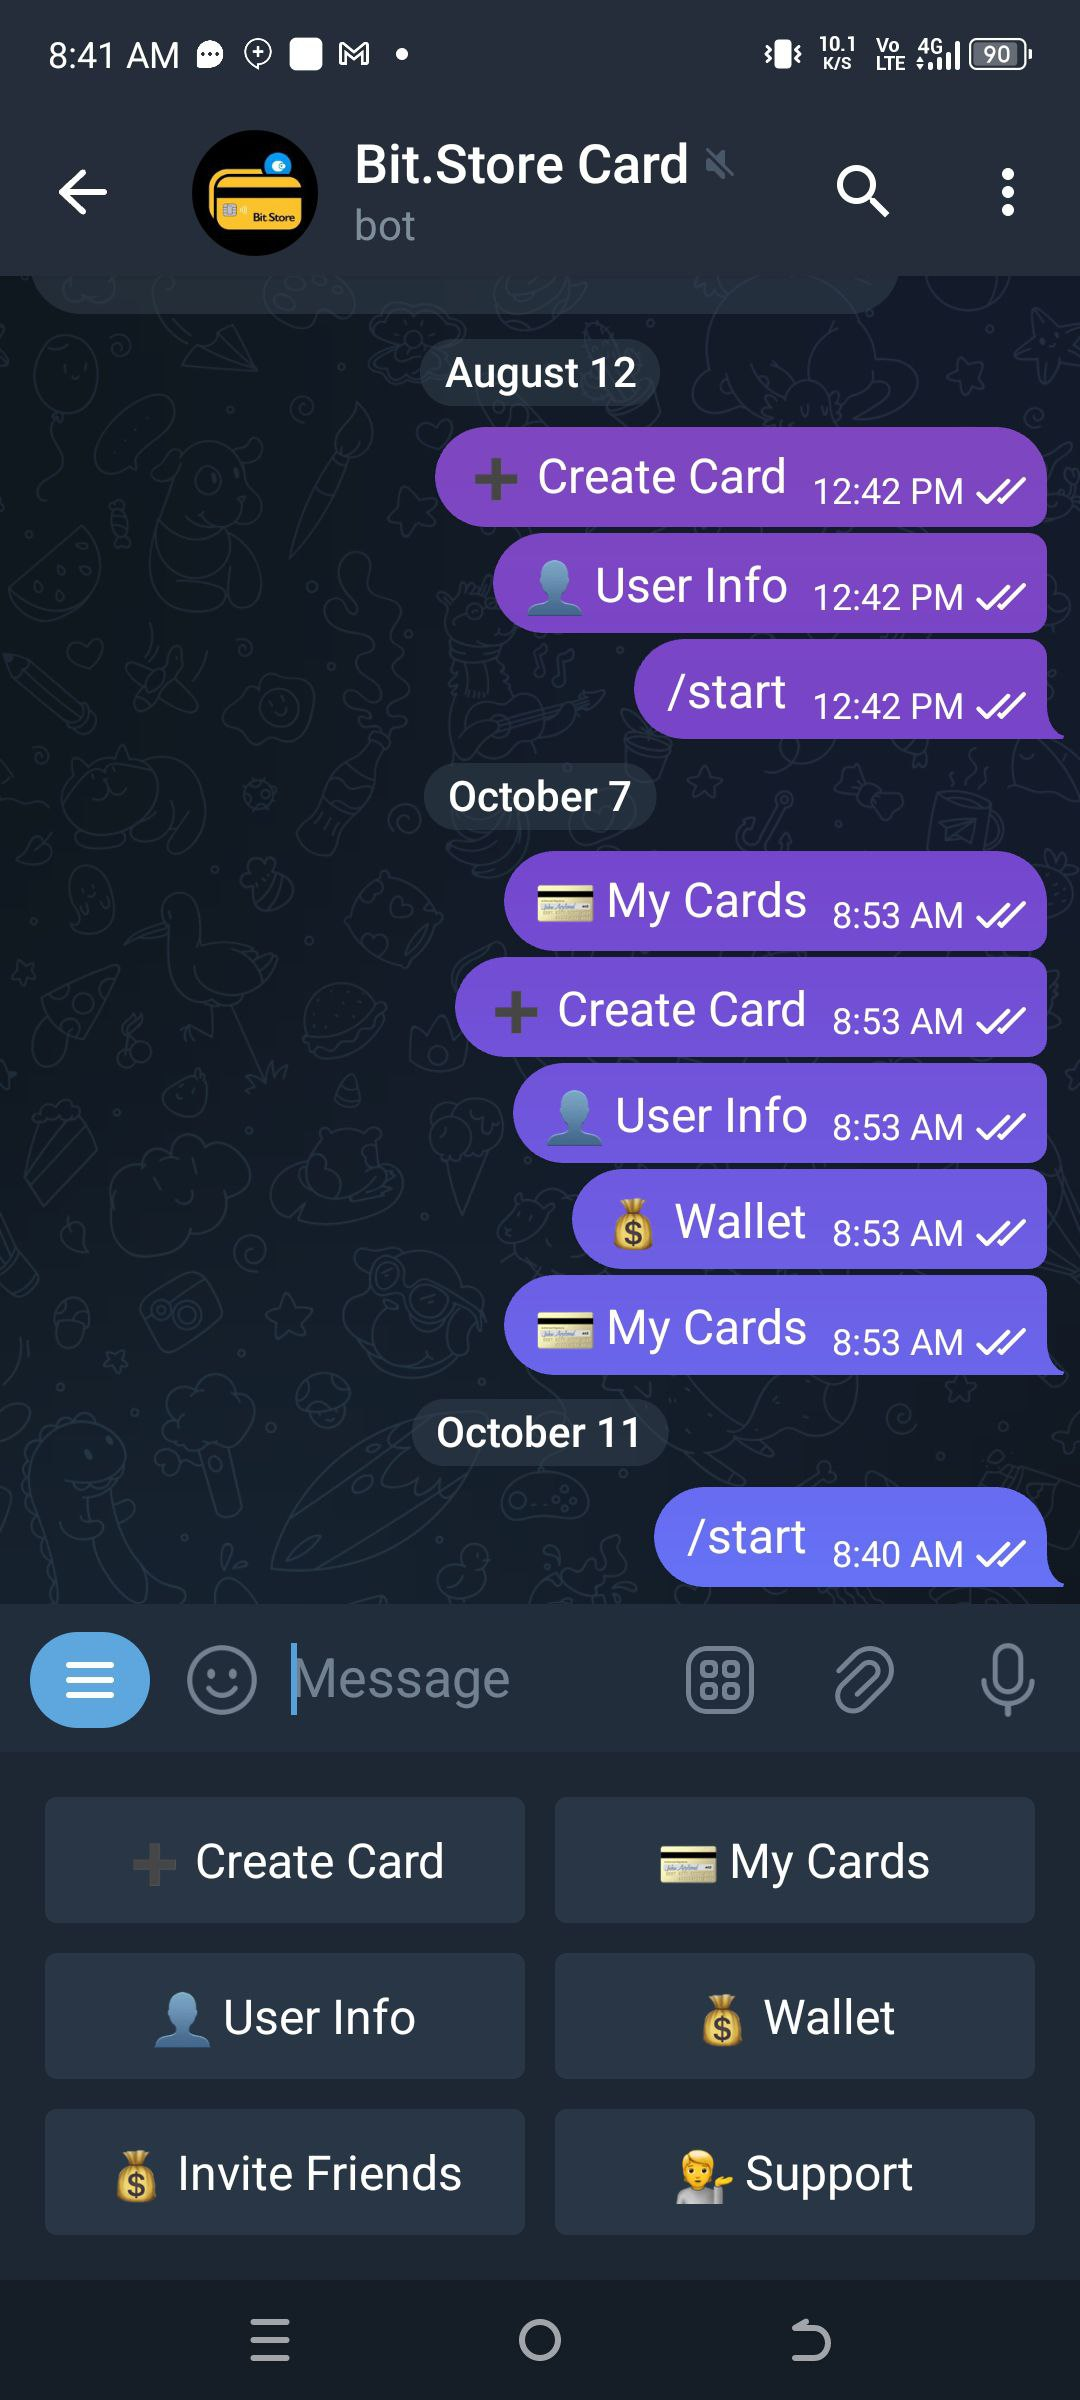 8:41 AM
10.1 K/S
Vo LTE
4G
90
Bit.Store Card
Bit Store
bot
August 12
➕ Create Card 12:42 PM
👤 User Info 12:42 PM
/start 12:42 PM
October 7
💳 My Cards 8:53 AM
➕ Create Card 8:53 AM
👤 User Info 8:53 AM
💰 Wallet 8:53 AM
💳 My Cards 8:53 AM
October 11
/start 8:40 AM
Message
➕ Create Card
💳 My Cards
👤 User Info
💰 Wallet
💰 Invite Friends
💁 Support